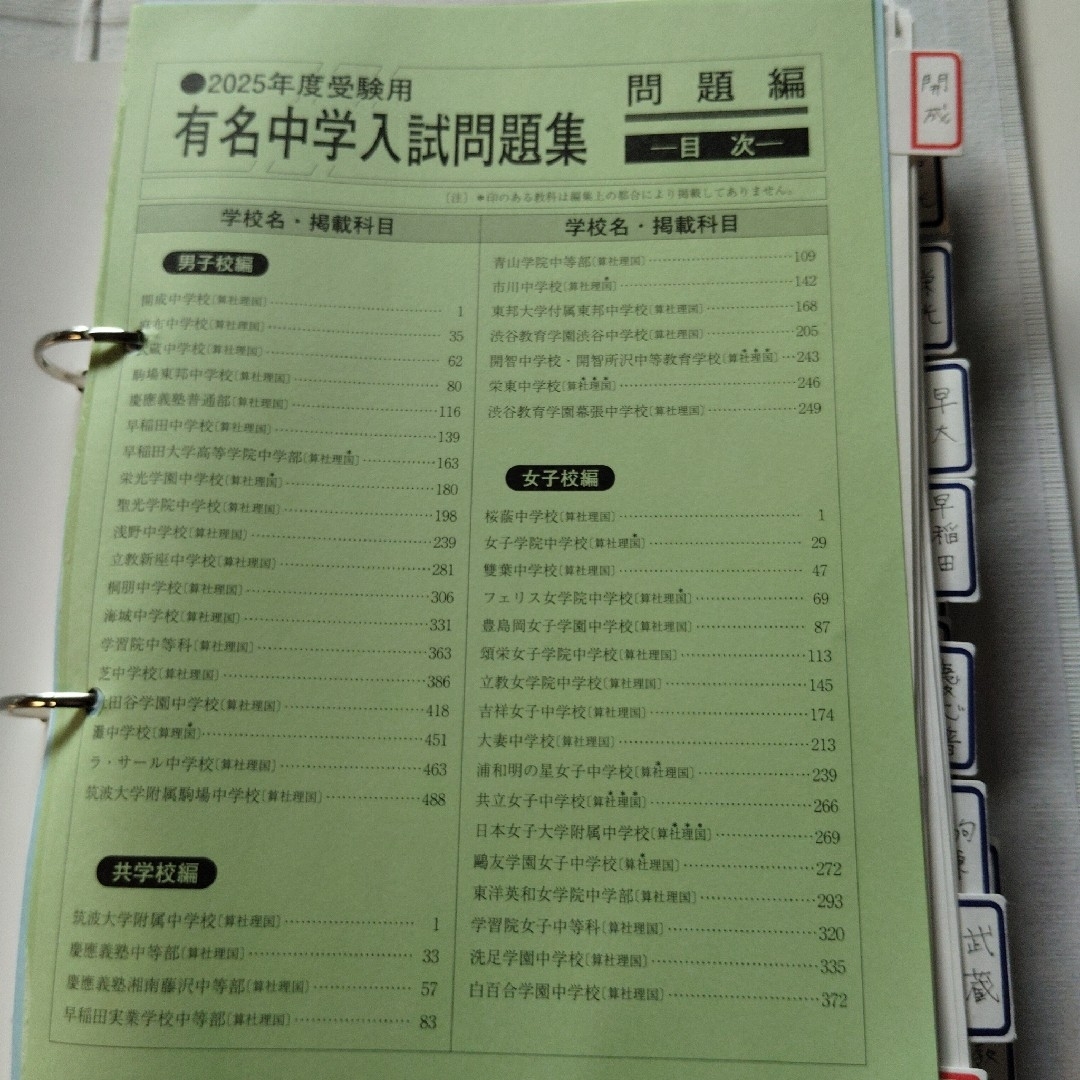 ●2025年度受験用
有名中学入試問題集
問題編
―目 次―
〔注〕*印のある教科は編集上の都合により掲載してありません。
学校名・掲載科目
男子校編
開成中学校〔算社理国〕 1
麻布中学校〔算社理国〕 35
武蔵中学校〔算社理国〕 62
駒場東邦中学校〔算社理国〕 80
慶應義塾普通部〔算社理国〕 116
早稲田中学校〔算社理国〕 139
早稲田大学高等学院中学部〔算社理国*〕 163
栄光学園中学校〔算社理国*〕 180
聖光学院中学校〔算社理国〕 198
浅野中学校〔算社理国〕 239
立教新座中学校〔算社理国〕 281
桐朋中学校〔算社理国〕 306
海城中学校〔算社理国〕 331
学習院中等科〔算社理国〕 363
芝中学校〔算社理国〕 386
世田谷学園中学校〔算社理国〕 418
灘中学校〔算理国*〕 451
ラ・サール中学校〔算社理国〕 463
筑波大学附属駒場中学校〔算社理国〕 488
共学校編
筑波大学附属中学校〔算社理国〕 1
慶應義塾中等部〔算社理国〕 33
慶應義塾湘南藤沢中等部〔算社理国〕 57
早稲田実業学校中等部〔算社理国〕 83
学校名・掲載科目
青山学院中等部〔算社理国〕 109
市川中学校〔算社理国*〕 142
東邦大学付属東邦中学校〔算社理国〕 168
渋谷教育学園渋谷中学校〔算社理国〕 205
開智中学校・開智所沢中等教育学校〔算社*理*国*〕 243
栄東中学校〔算社*理*国*〕 246
渋谷教育学園幕張中学校〔算社理国〕 249
女子校編
桜蔭中学校〔算社理国〕 1
女子学院中学校〔算社理国*〕 29
雙葉中学校〔算社理国〕 47
フェリス女学院中学校〔算社理国*〕 69
豊島岡女子学園中学校〔算社理国〕 87
頌栄女子学院中学校〔算社理国〕 113
立教女学院中学校〔算社理国〕 145
吉祥女子中学校〔算社理国〕 174
大妻中学校〔算社理国〕 213
浦和明の星女子中学校〔算社理国*〕 239
共立女子中学校〔算社*理*国*〕 266
日本女子大学附属中学校〔算社*理*国*〕 269
鷗友学園女子中学校〔算社*理国〕 272
東洋英和女学院中学部〔算社理国〕 293
学習院女子中等科〔算社理国〕 320
洗足学園中学校〔算社理国〕 335
白百合学園中学校〔算社理国〕 372
開成
栄光
早大
早稲田
武蔵